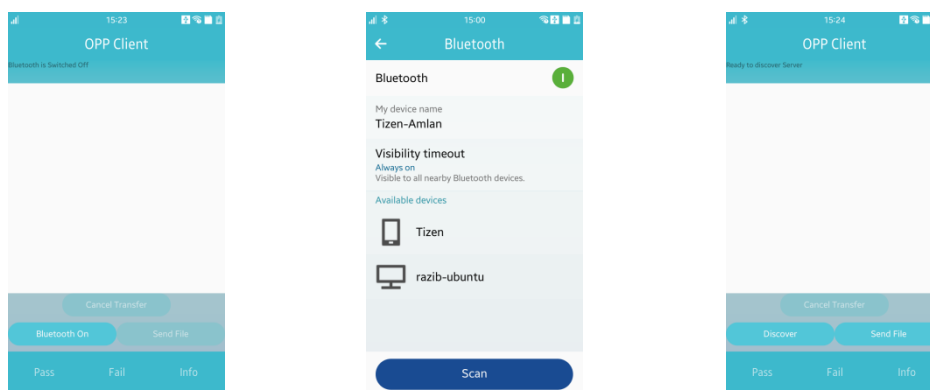 15:23
OPP Client
Bluetooth is Switched Off
Cancel Transfer
Bluetooth On
Send File
Pass
Fail
Info
15:00
Bluetooth
Bluetooth
My device name
Tizen-Amlan
Visibility timeout
Always on
Visible to all nearby Bluetooth devices.
Available devices
Tizen
razib-ubuntu
Scan
15:24
OPP Client
Ready to discover Server
Cancel Transfer
Discover
Send File
Pass
Fail
Info